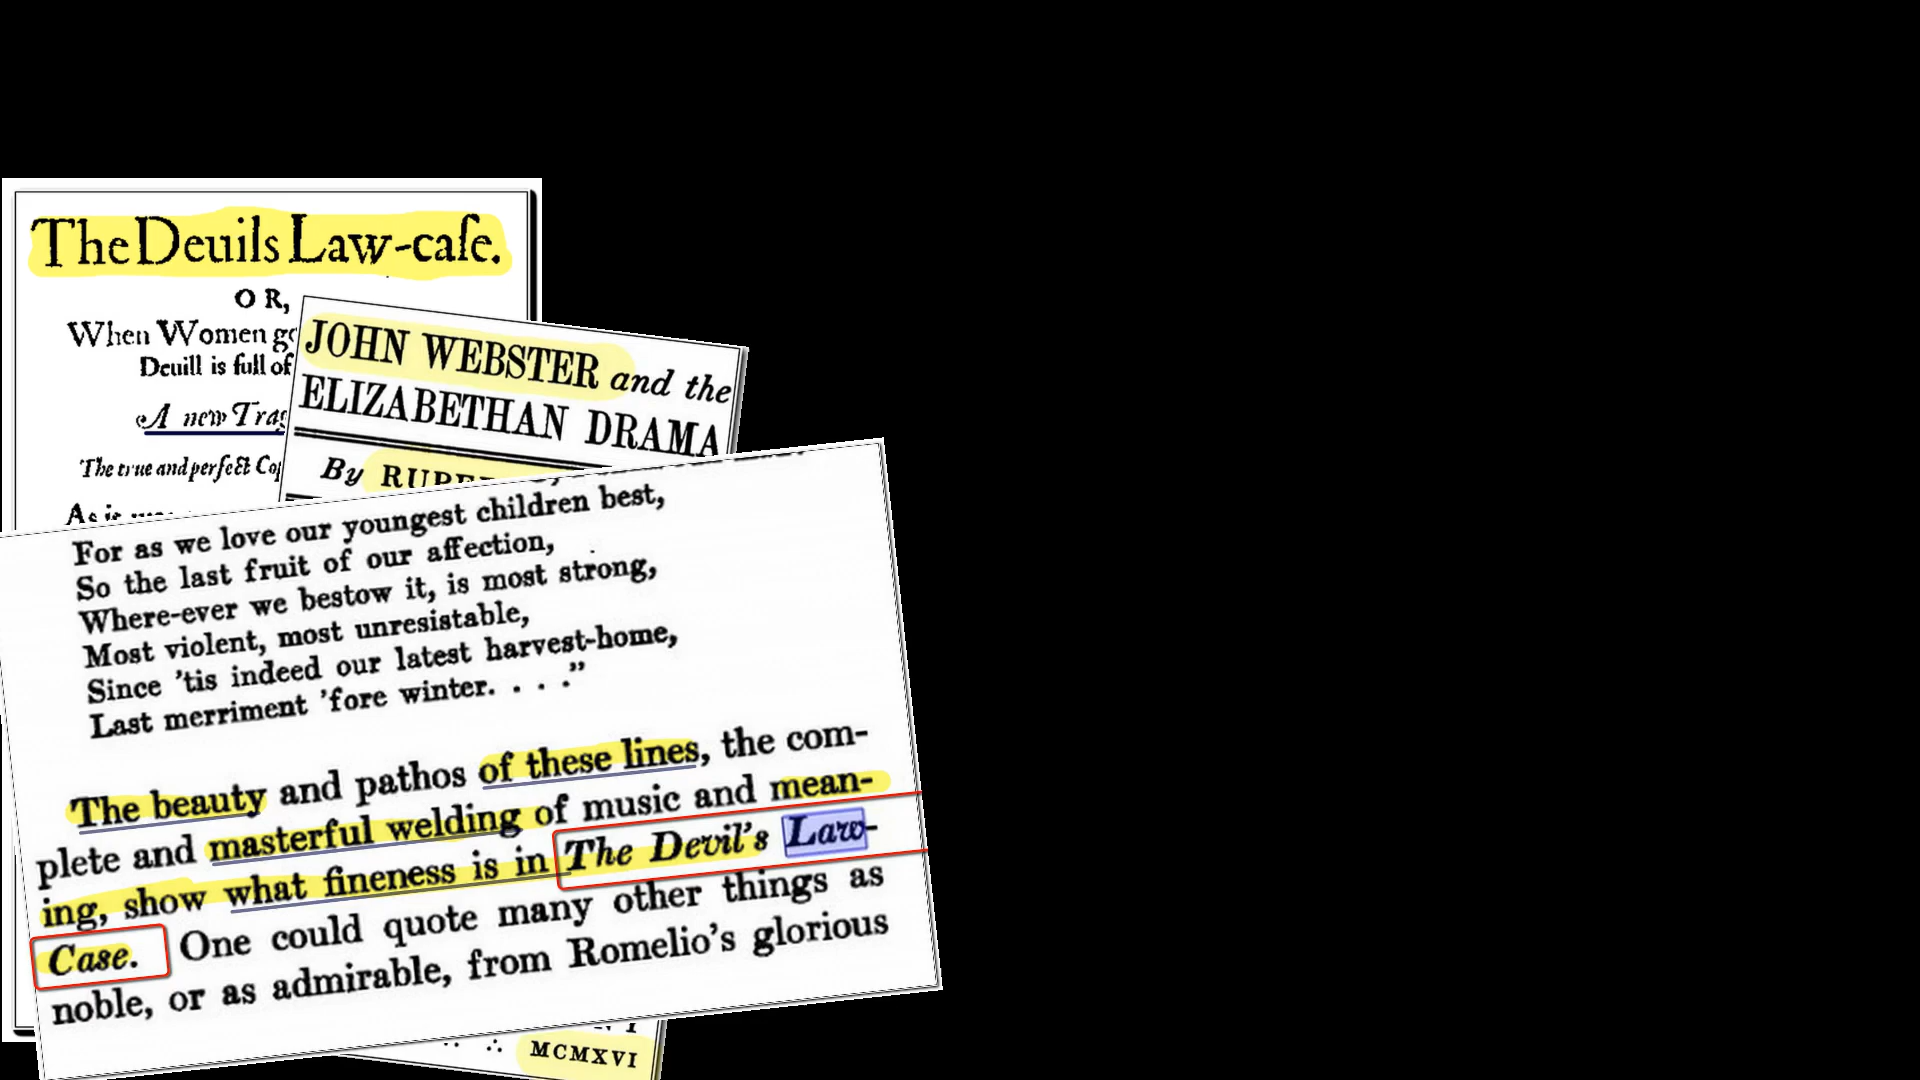 The Deuils Law-caſe.
OR,
When Women go
Deuill is full of
A new Trag
The true and perfect Cop
As it
JOHN WEBSTER and the
ELIZABETHAN DRAMA
By RUPE
For as we love our youngest children best,
So the last fruit of our affection,
Where-ever we bestow it, is most strong,
Most violent, most unresistable,
Since 'tis indeed our latest harvest-home,
Last merriment 'fore winter. . . ."
The beauty and pathos of these lines, the com-
plete and masterful welding of music and mean-
ing, show what fineness is in The Devil's Law-
Case. One could quote many other things as
noble, or as admirable, from Romelio's glorious
MCMXVI